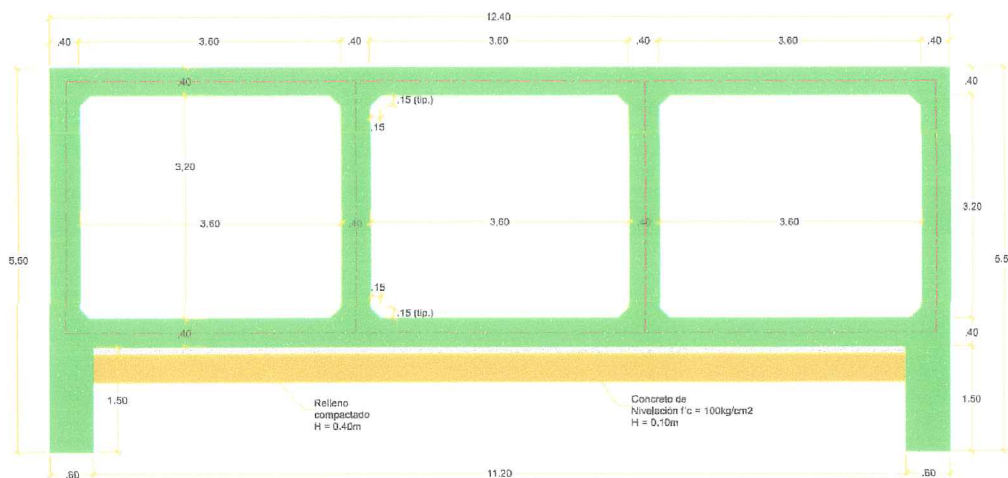 12.40
.40 3.60 .40 3.60 .40 3.60 .40
.40 .40
.15 (tip.)
.15
3,20
3.20
3.60 .40 3.60 .40 3.60
5,50 5.5
.15
.15 (tip.)
.40 .40
1.50 1.50
Relleno
compactado
H = 0.40m
Concreto de
Nivelación f'c = 100kg/cm2
H = 0.10m
.60 11.20 .60